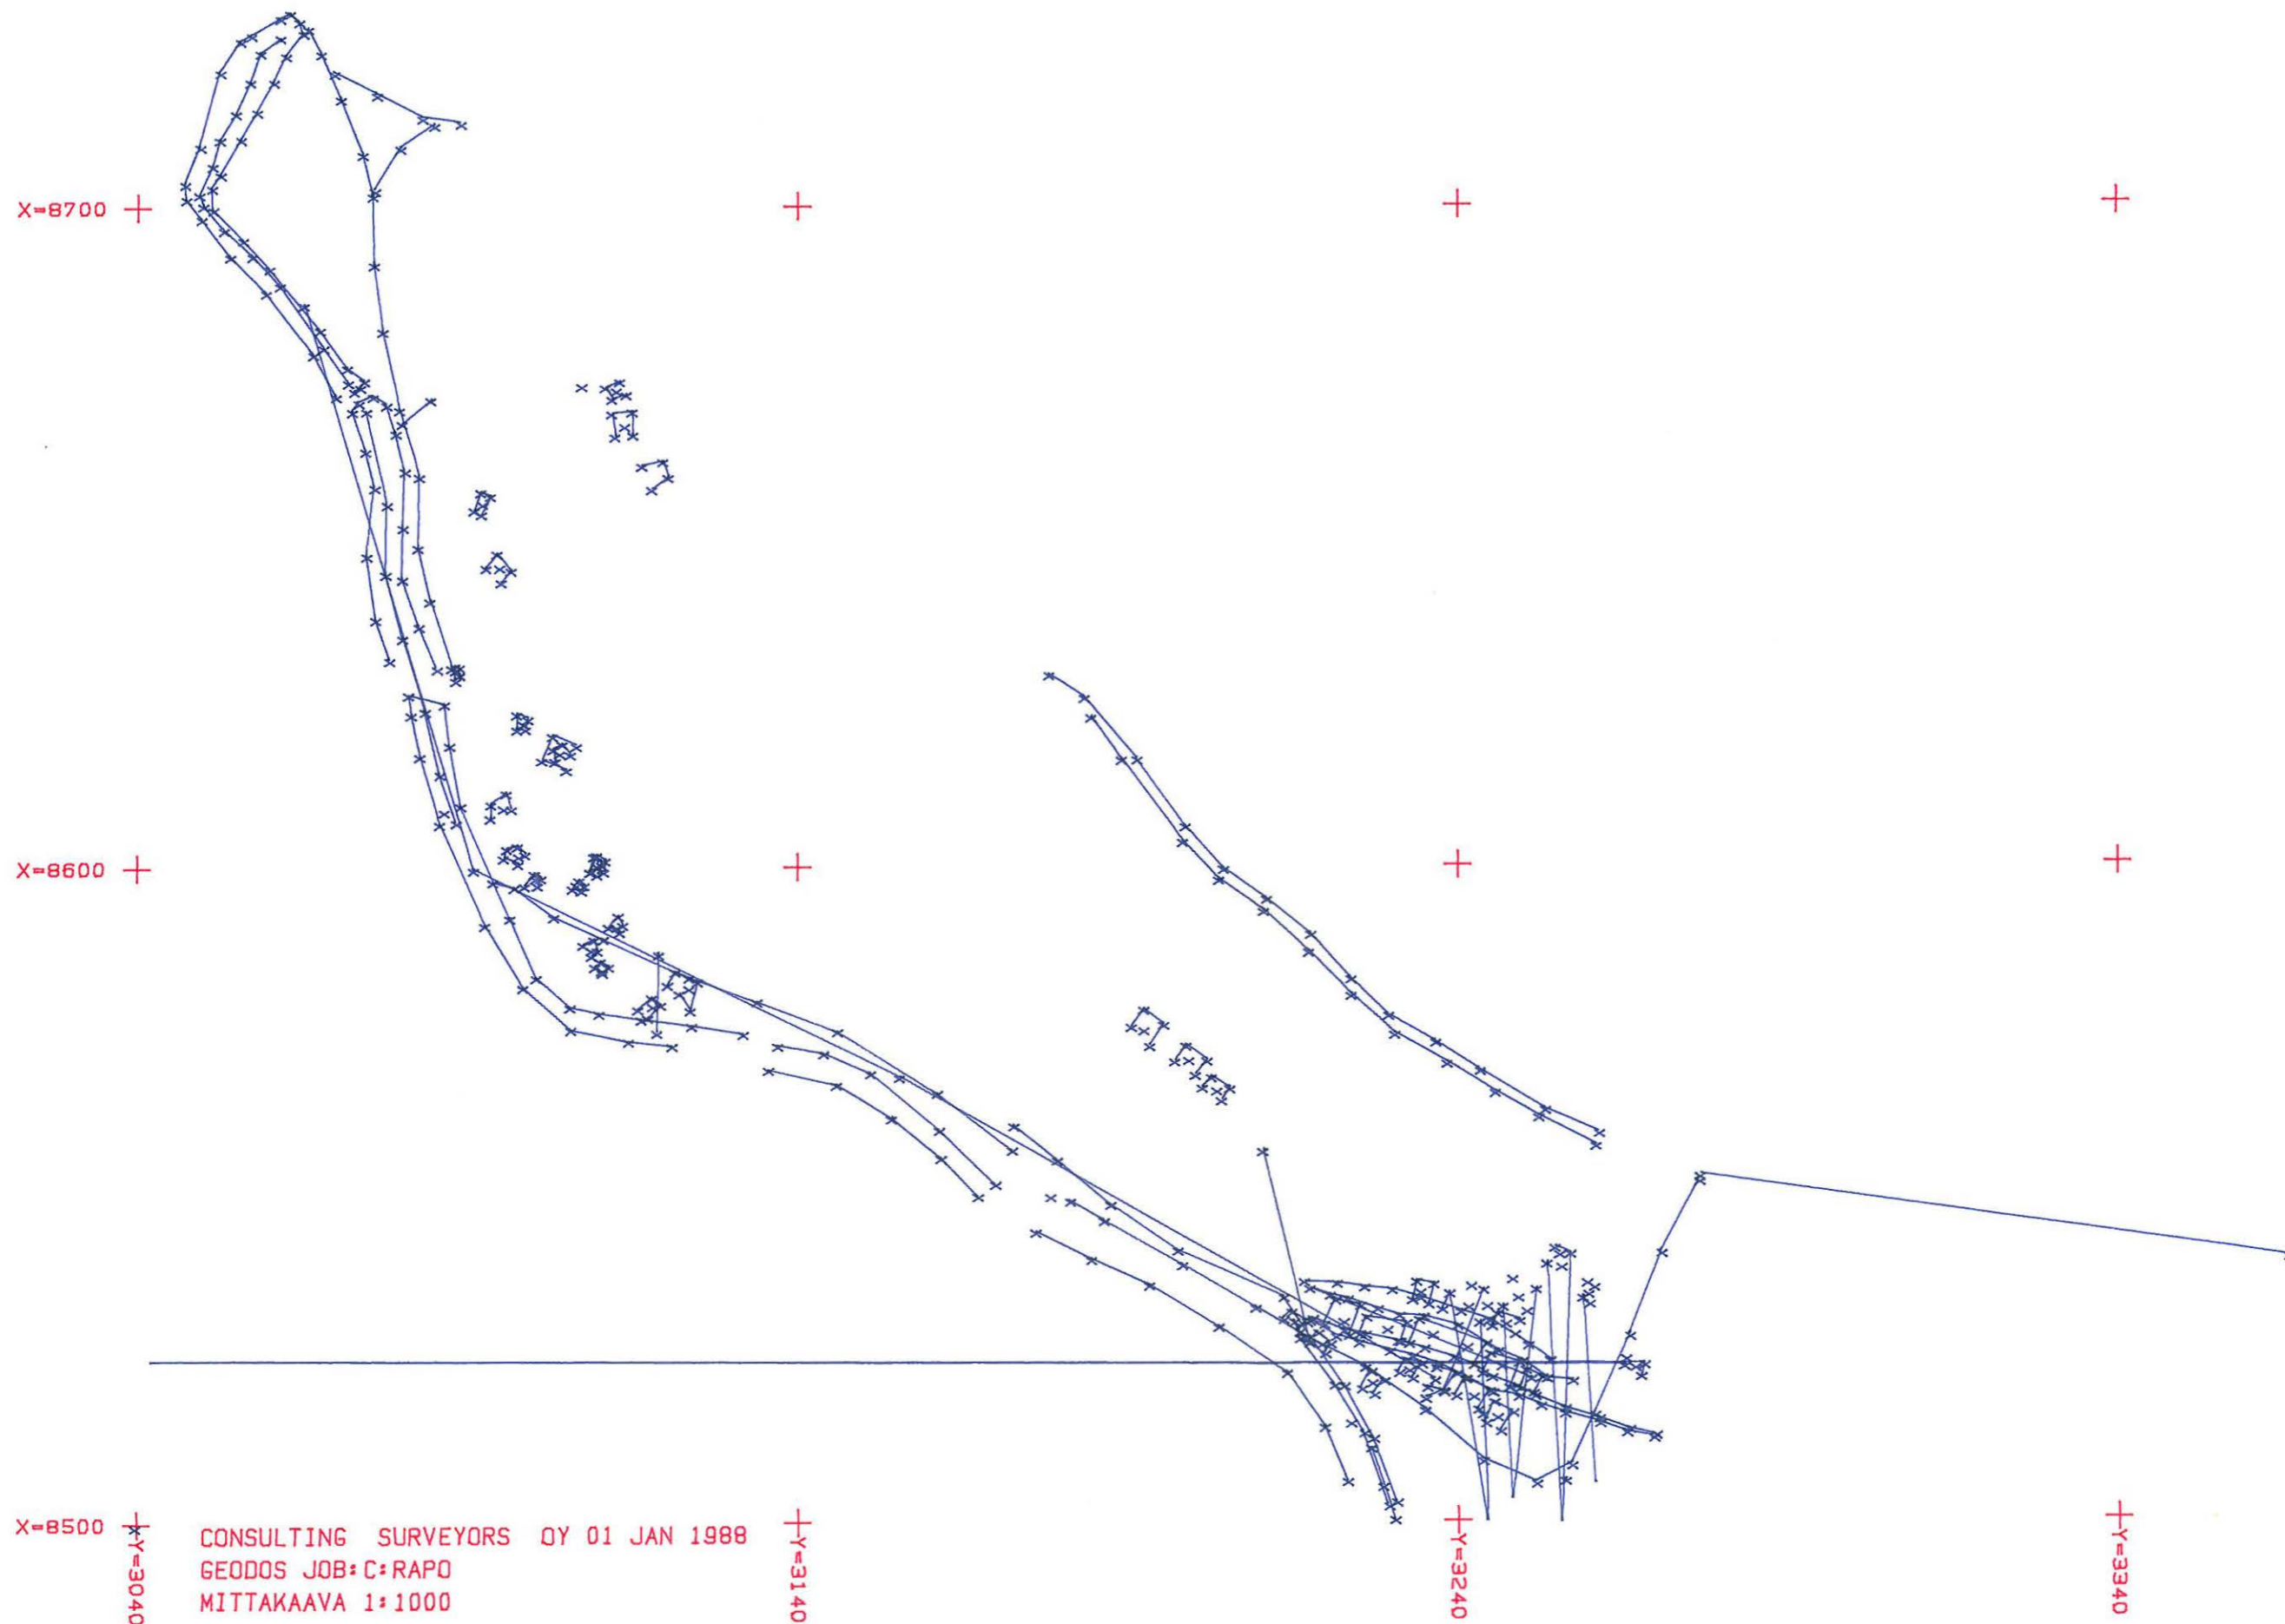 X=8700
X=8600
X=8500
CONSULTING SURVEYORS OY 01 JAN 1988
GEODOS JOB:C:RAPO
MITTAKAAVA 1:1000
Y=3040
Y=3140
Y=3240
Y=3340